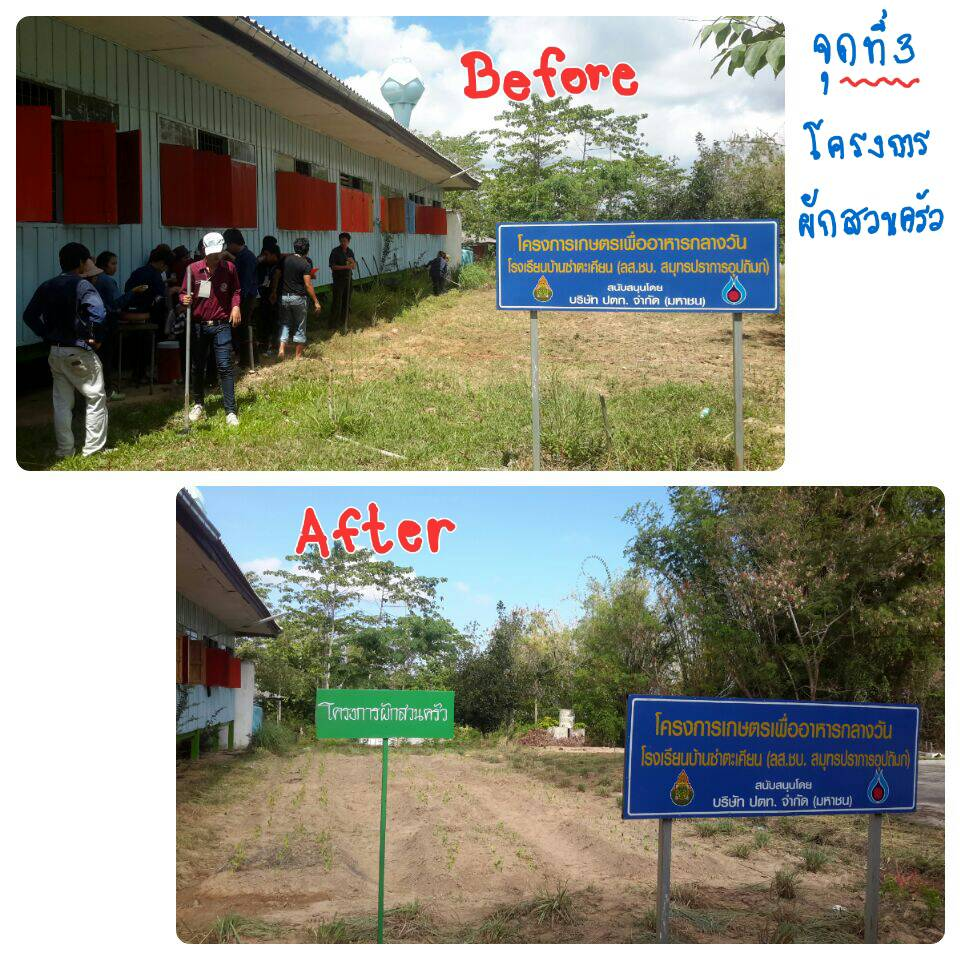 Before
จุดที่ 3
โครงการ
ผักสวนครัว
โครงการเกษตรเพื่ออาหารกลางวัน
โรงเรียนบ้านชำตะเคียน (ลส.ชบ. สมุทรปราการอุปถัมภ์)
สนับสนุนโดย
บริษัท ปตท. จำกัด (มหาชน)
After
โครงการผักสวนครัว
โครงการเกษตรเพื่ออาหารกลางวัน
โรงเรียนบ้านชำตะเคียน (ลส.ชบ. สมุทรปราการอุปถัมภ์)
สนับสนุนโดย
บริษัท ปตท. จำกัด (มหาชน)